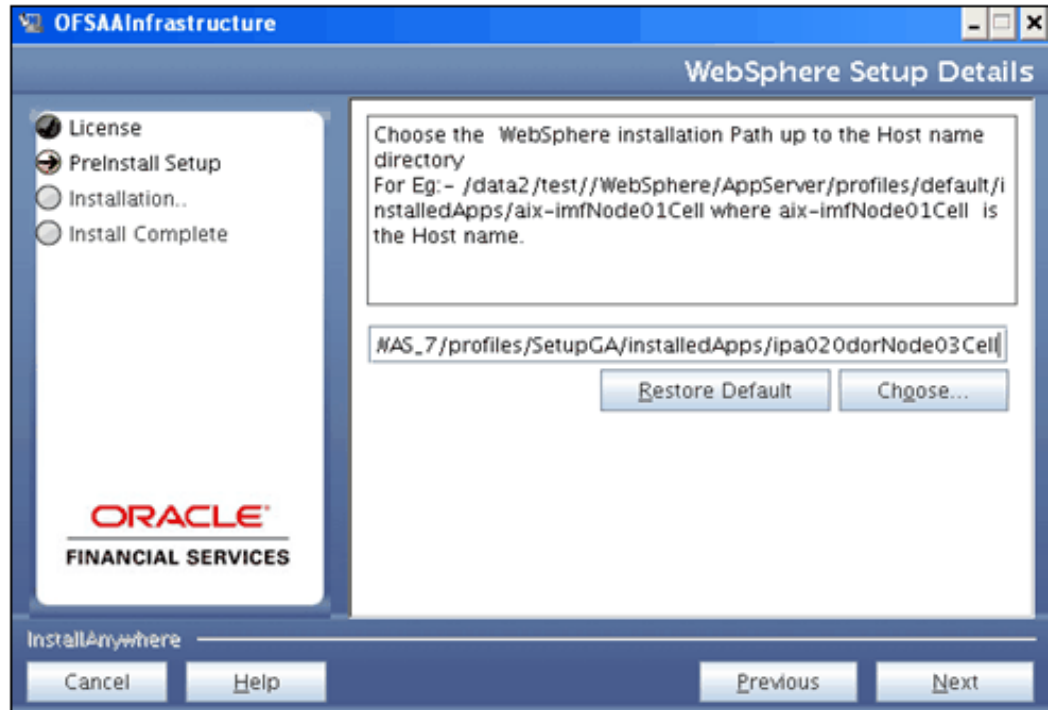 OFSAAInfrastructure
WebSphere Setup Details
License
PreInstall Setup
Installation..
Install Complete
Choose the WebSphere installation Path up to the Host name
directory
For Eg:- /data2/test//WebSphere/AppServer/profiles/default/i
nstalledApps/aix-imfNode01Cell where aix-imfNode01Cell is
the Host name.
AS_7/profiles/SetupGA/installedApps/ipa020dorNode03Cell
Restore Default
Choose...
ORACLE
FINANCIAL SERVICES
InstallAnywhere
Cancel
Help
Previous
Next